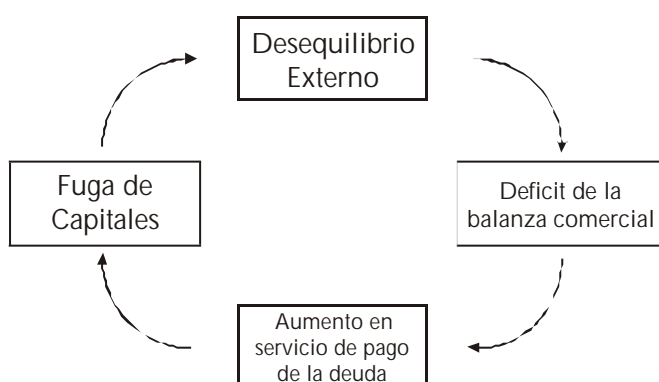 Desequilibrio
Externo
Fuga de
Capitales
Deficit de la
balanza comercial
Aumento en
servicio de pago
de la deuda